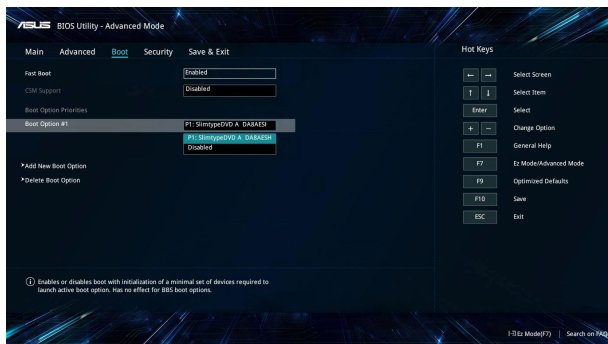 ASUS BIOS Utility - Advanced Mode
Main Advanced Boot Security Save & Exit
Hot Keys
Fast Boot Enabled
CSM Support Disabled
Boot Option Priorities
Boot Option #1 P1: SlimtypeDVD A DA8AESI
P1: SlimtypeDVD A DA8AESH
Disabled
Add New Boot Option
Delete Boot Option
← → Select Screen
↑ ↓ Select Item
Enter Select
+ − Change Option
F1 General Help
F7 Ez Mode/Advanced Mode
F9 Optimized Defaults
F10 Save
ESC Exit
Enables or disables boot with initialization of a minimal set of devices required to
launch active boot option. Has no effect for BBS boot options.
Ez Mode(F7) | Search on FAQ